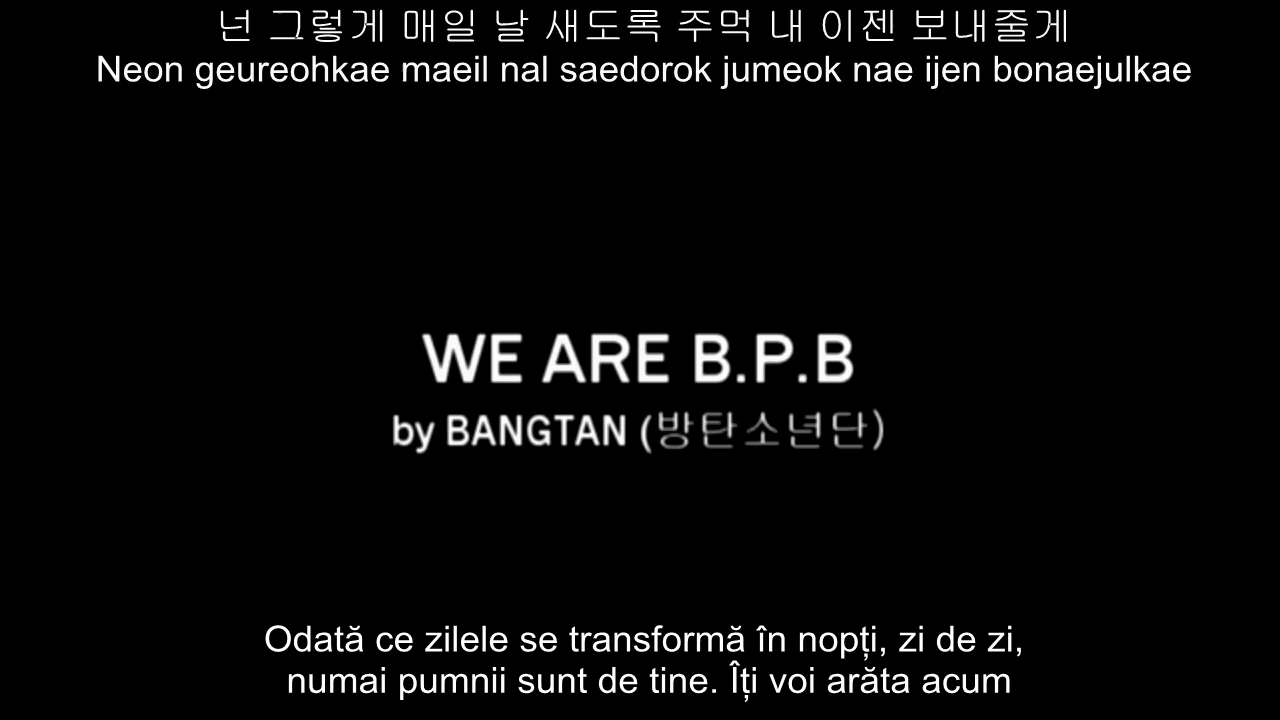 넌 그렇게 매일 날 새도록 주먹 내 이젠 보내줄게
Neon geureohkae maeil nal saedorok jumeok nae ijen bonaejulkae
WE ARE B.P.B
by BANGTAN (방탄소년단)
Odată ce zilele se transformă în nopți, zi de zi,
numai pumnii sunt de tine. Îți voi arăta acum